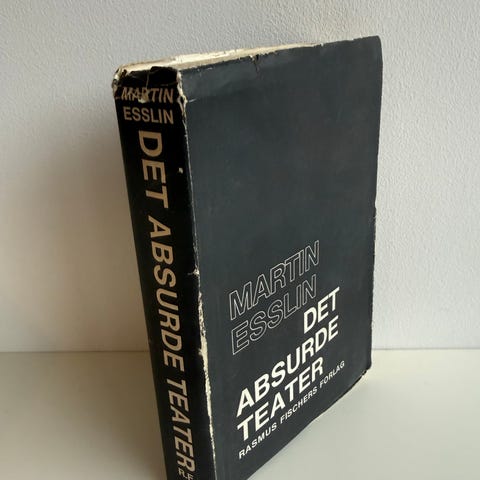 MARTIN
ESSLIN
DET ABSURDE TEATER
R.F
MARTIN
ESSLIN
DET
ABSURDE
TEATER
RASMUS FISCHERS FORLAG